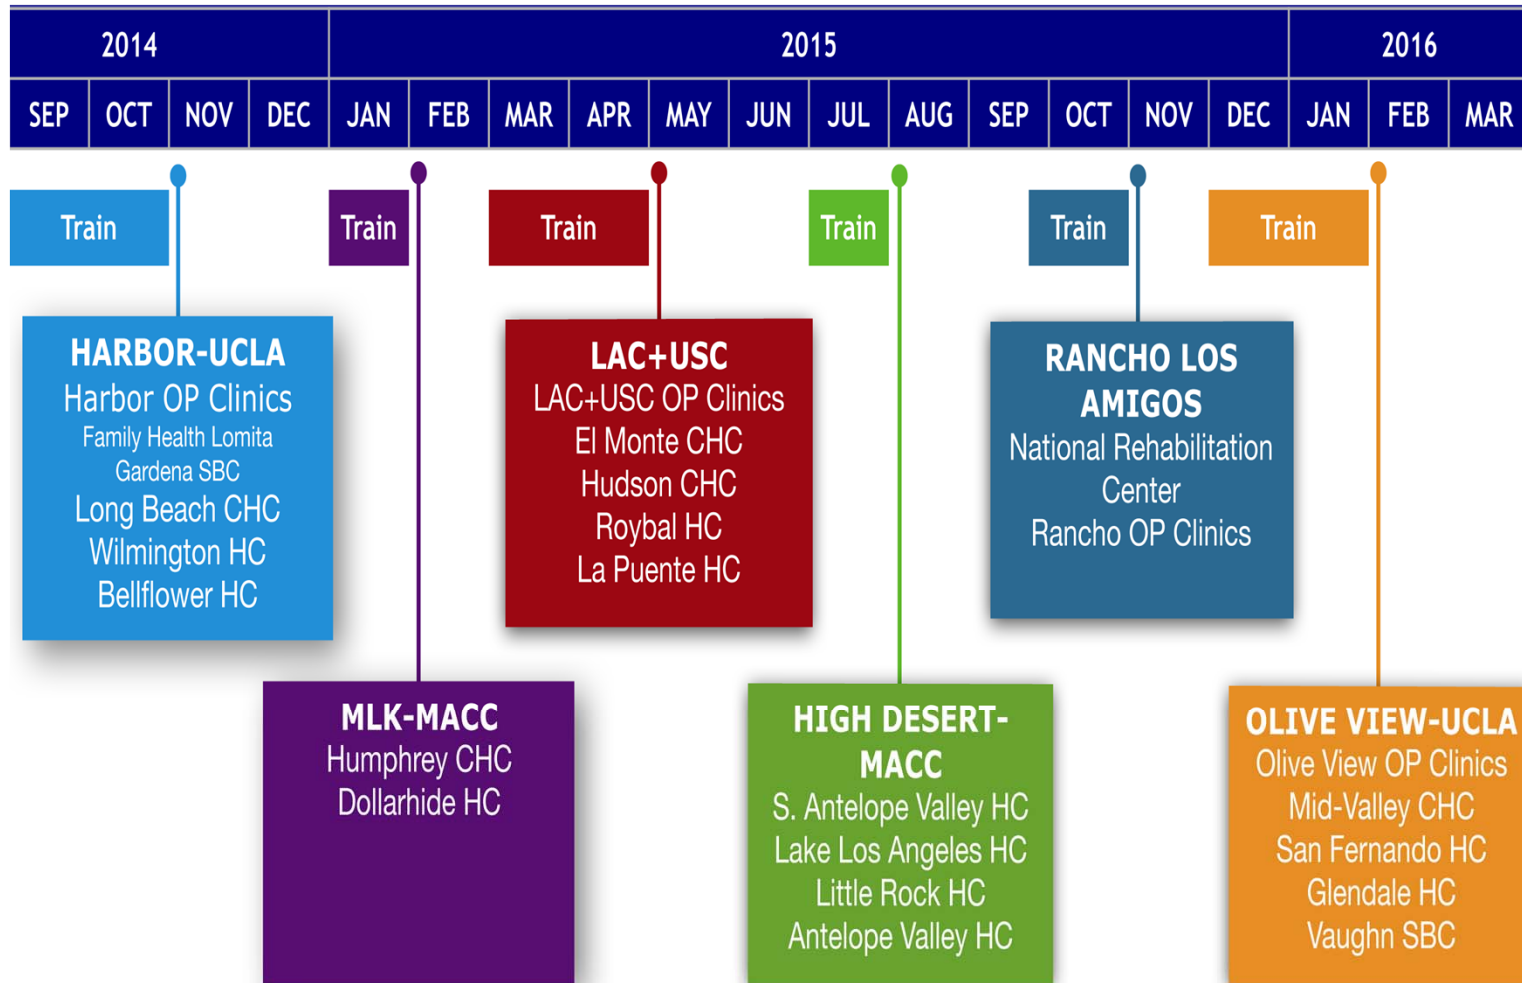 2014 2015 2016
SEP OCT NOV DEC JAN FEB MAR APR MAY JUN JUL AUG SEP OCT NOV DEC JAN FEB MAR
Train Train Train Train Train Train
HARBOR-UCLA
Harbor OP Clinics
Family Health Lomita
Gardena SBC
Long Beach CHC
Wilmington HC
Bellflower HC
LAC+USC
LAC+USC OP Clinics
El Monte CHC
Hudson CHC
Roybal HC
La Puente HC
RANCHO LOS
AMIGOS
National Rehabilitation
Center
Rancho OP Clinics
MLK-MACC
Humphrey CHC
Dollarhide HC
HIGH DESERT-
MACC
S. Antelope Valley HC
Lake Los Angeles HC
Little Rock HC
Antelope Valley HC
OLIVE VIEW-UCLA
Olive View OP Clinics
Mid-Valley CHC
San Fernando HC
Glendale HC
Vaughn SBC